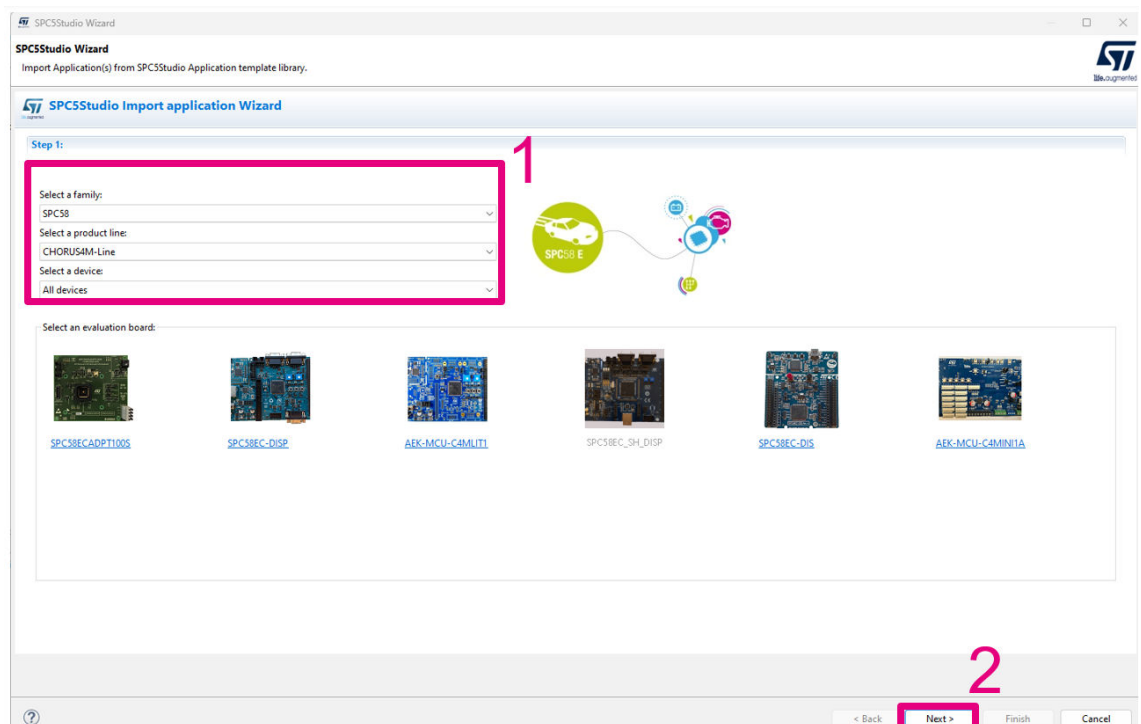 SPC5Studio Wizard
SPC5Studio Wizard
Import Application(s) from SPC5Studio Application template library.
life.augmented
SPC5Studio Import application Wizard
Step 1:
1
Select a family:
SPC58
Select a product line:
CHORUS4M-Line
Select a device:
All devices
SPC58 E
Select an evaluation board:
SPC58ECADPT100S
SPC58EC-DISP
AEK-MCU-C4MLIT1
SPC58EC_SH_DISP
SPC58EC-DIS
AEK-MCU-C4MINI1A
2
< Back
Next >
Finish
Cancel